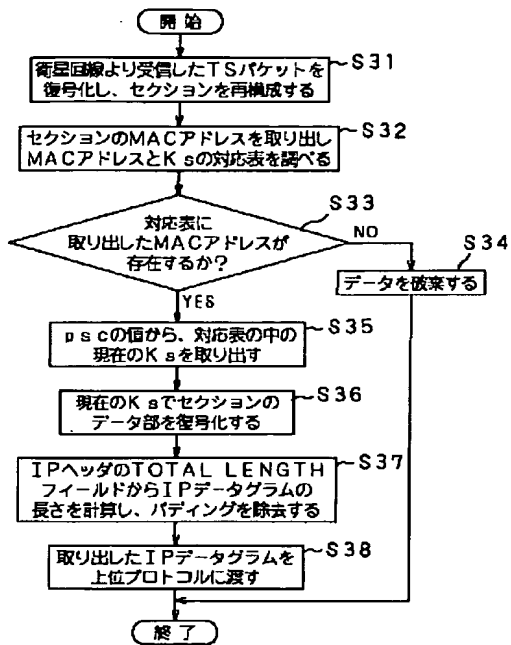 開始
S31
衛星回線より受信したTSパケットを
復号化し、セクションを再構成する
S32
セクションのMACアドレスを取り出し
MACアドレスとKsの対応表を調べる
S33
対応表に
取り出したMACアドレスが
存在するか？
NO
S34
データを破棄する
YES
S35
pscの値から、対応表の中の
現在のKsを取り出す
S36
現在のKsでセクションの
データ部を復号化する
S37
IPヘッダのTOTAL LENGTH
フィールドからIPデータグラムの
長さを計算し、パディングを除去する
S38
取り出したIPデータグラムを
上位プロトコルに渡す
終了